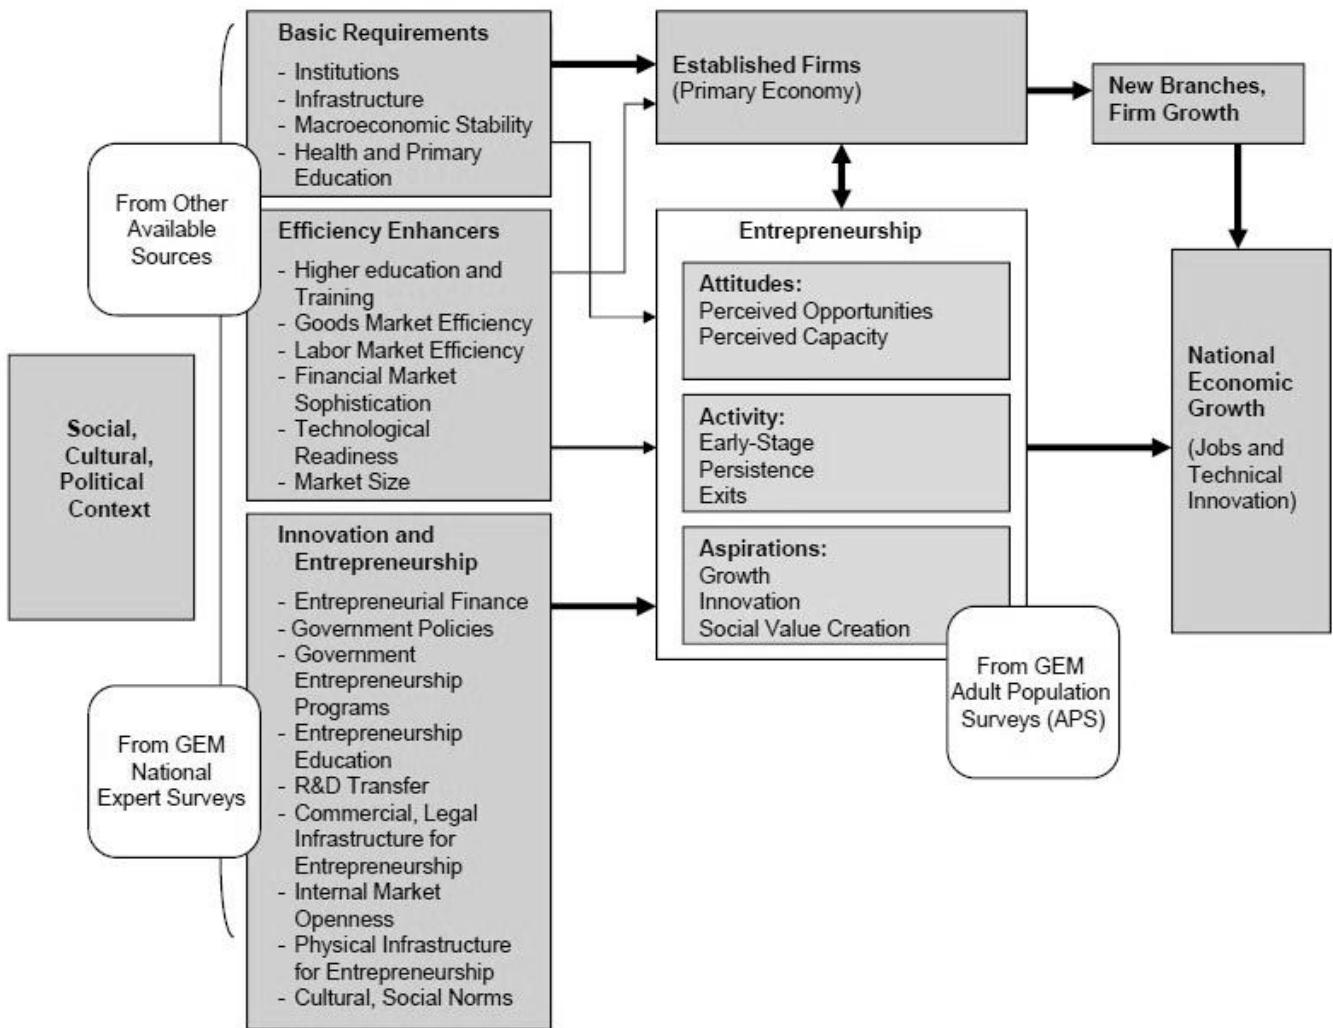 Basic Requirements
- Institutions
- Infrastructure
- Macroeconomic Stability
- Health and Primary
Education
From Other
Available
Sources
Efficiency Enhancers
- Higher education and
Training
- Goods Market Efficiency
- Labor Market Efficiency
- Financial Market
Sophistication
- Technological
Readiness
- Market Size
Social,
Cultural,
Political
Context
Innovation and
Entrepreneurship
- Entrepreneurial Finance
- Government Policies
- Government
Entrepreneurship
Programs
- Entrepreneurship
Education
- R&D Transfer
- Commercial, Legal
Infrastructure for
Entrepreneurship
- Internal Market
Openness
- Physical Infrastructure
for Entrepreneurship
- Cultural, Social Norms
From GEM
National
Expert Surveys
Established Firms
(Primary Economy)
New Branches,
Firm Growth
Entrepreneurship
Attitudes:
Perceived Opportunities
Perceived Capacity
Activity:
Early-Stage
Persistence
Exits
Aspirations:
Growth
Innovation
Social Value Creation
From GEM
Adult Population
Surveys (APS)
National
Economic
Growth
(Jobs and
Technical
Innovation)